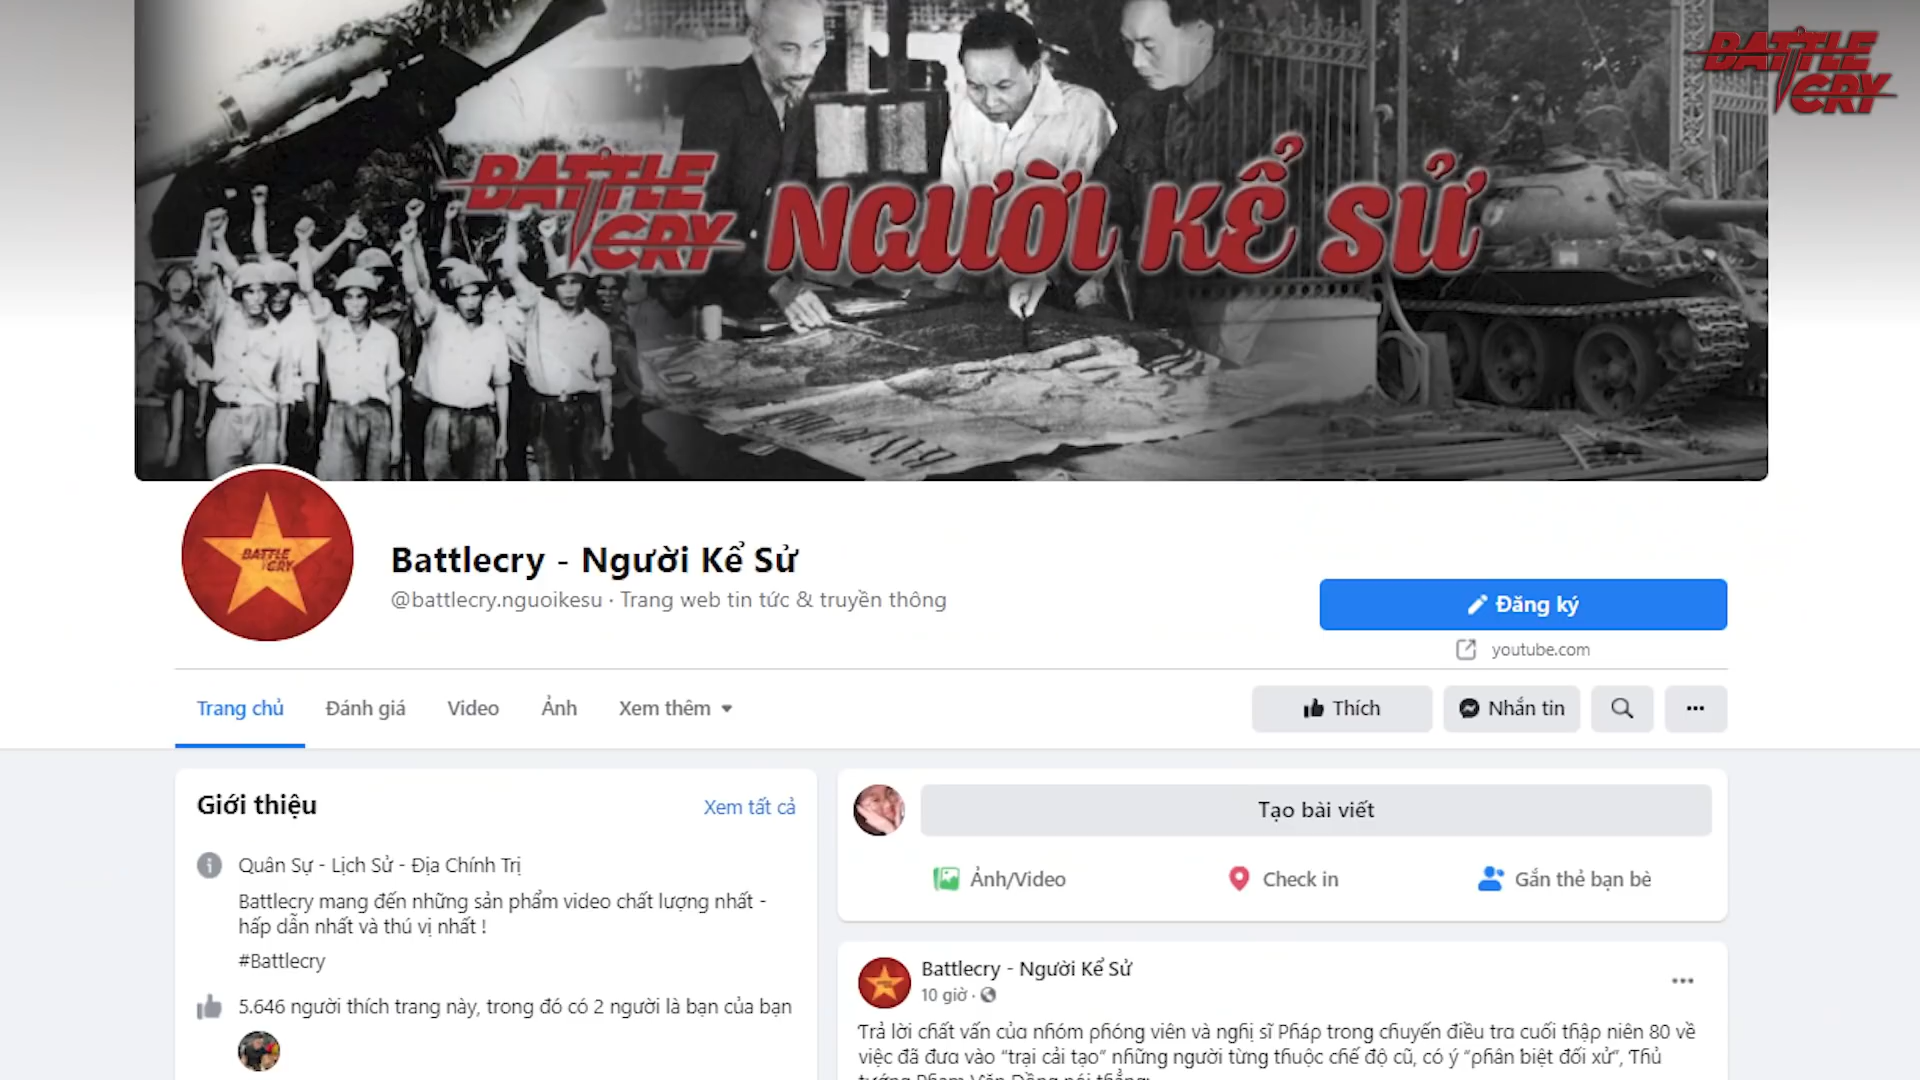 BATTLE
CRY
BATTLE
CRY
NGƯỜI KỂ SỬ
BATTLE
CRY
Battlecry - Người Kể Sử
@battlecry.nguoikesu · Trang web tin tức & truyền thông
Đăng ký
youtube.com
Trang chủ
Đánh giá
Video
Ảnh
Xem thêm
Thích
Nhắn tin
Giới thiệu
Xem tất cả
Quân Sự - Lịch Sử - Địa Chính Trị
Battlecry mang đến những sản phẩm video chất lượng nhất -
hấp dẫn nhất và thú vị nhất !
#Battlecry
5.646 người thích trang này, trong đó có 2 người là bạn của bạn
Tạo bài viết
Ảnh/Video
Check in
Gắn thẻ bạn bè
Battlecry - Người Kể Sử
10 giờ ·
Trả lời chất vấn của nhóm phóng viên và nghị sĩ Pháp trong chuyến điều tra cuối thập niên 80 về
việc đã đưa vào “trại cải tạo” những người từng thuộc chế độ cũ, có ý “phân biệt đối xử”, Thủ
tướng Phạm Văn Đồng nói thẳng: